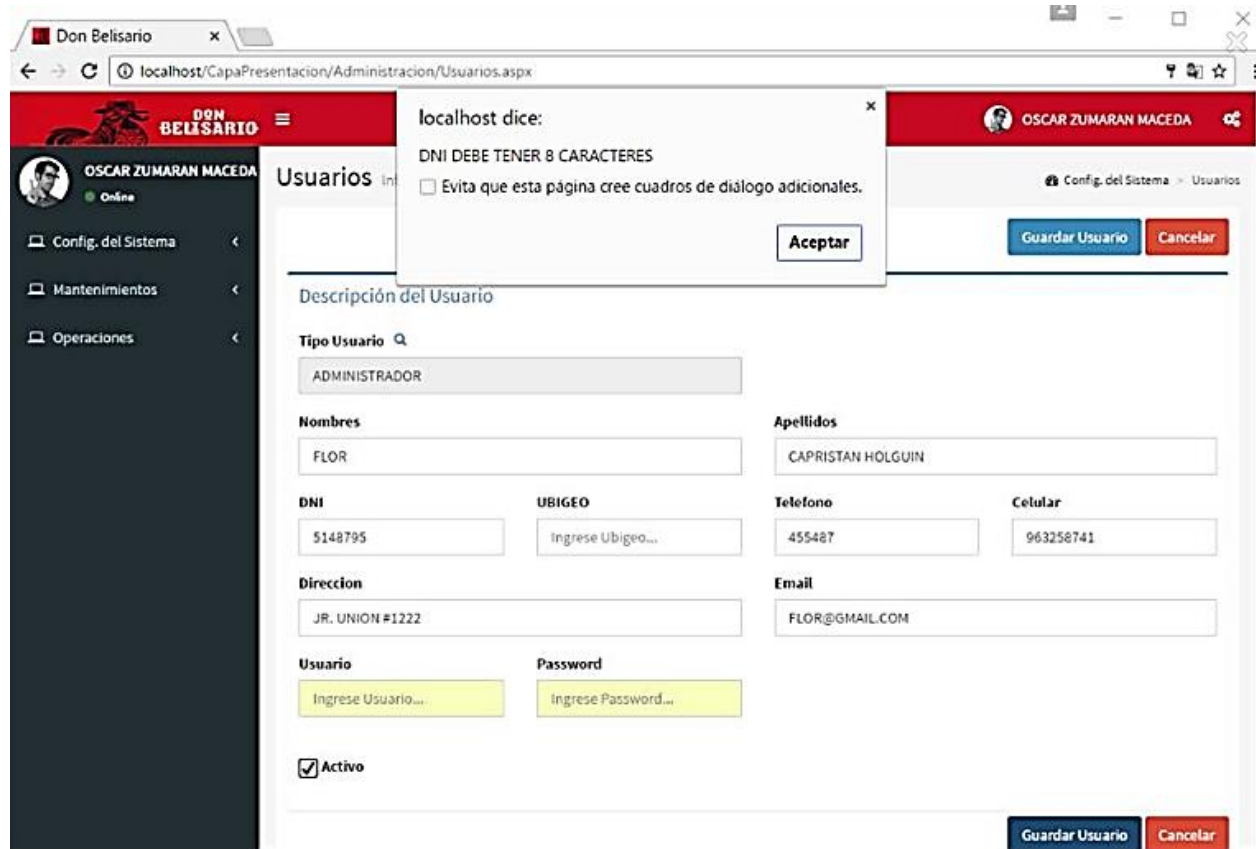 Don Belisario
localhost/CapaPresentacion/Administracion/Usuarios.aspx
DON
BELISARIO
OSCAR ZUMARAN MACEDA
OSCAR ZUMARAN MACEDA
Online
Config. del Sistema
Mantenimientos
Operaciones
localhost dice:
DNI DEBE TENER 8 CARACTERES
Evita que esta página cree cuadros de diálogo adicionales.
Aceptar
Usuarios
Config. del Sistema > Usuarios
Guardar Usuario Cancelar
Descripción del Usuario
Tipo Usuario
ADMINISTRADOR
Nombres Apellidos
FLOR CAPRISTAN HOLGUIN
DNI UBIGEO Telefono Celular
5148795 Ingrese Ubigeo... 455487 963258741
Direccion Email
JR. UNION #1222 FLOR@GMAIL.COM
Usuario Password
Ingrese Usuario... Ingrese Password...
Activo
Guardar Usuario Cancelar